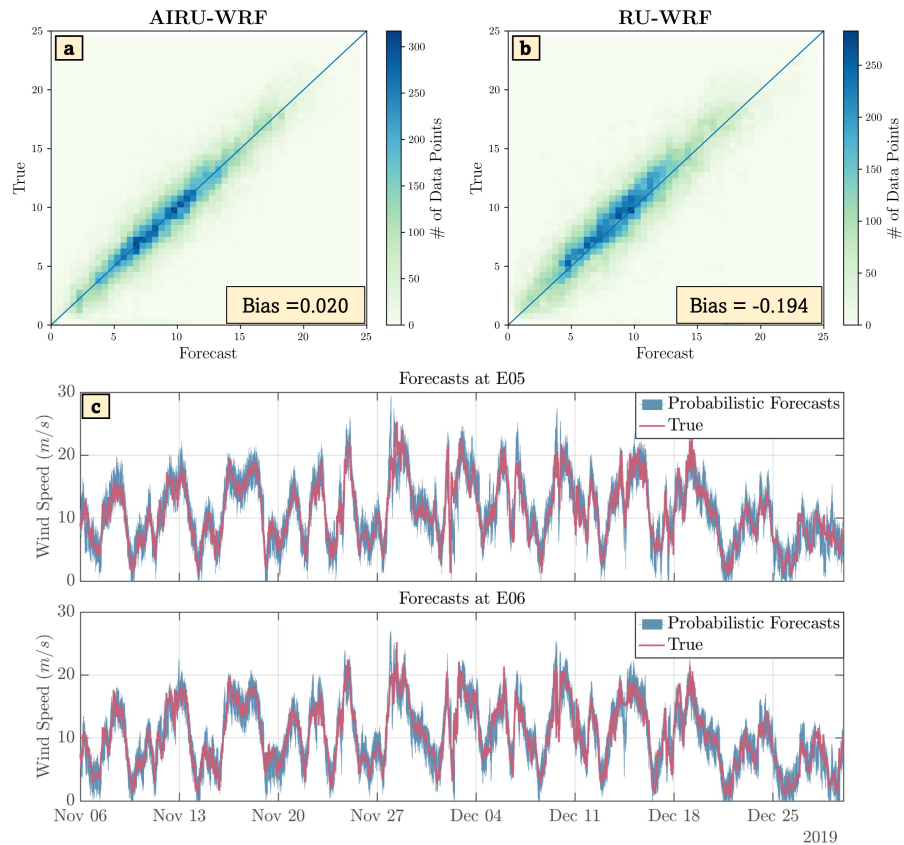 AIRU-WRF
RU-WRF
a
25
20
15
10
5
0
True
0 5 10 15 20 25
Forecast
Bias =0.020
300
250
200
150
100
50
0
# of Data Points
b
25
20
15
10
5
0
True
0 5 10 15 20 25
Forecast
Bias = -0.194
250
200
150
100
50
0
# of Data Points
Forecasts at E05
c
30
20
10
0
Wind Speed (m/s)
Probabilistic Forecasts
True
Forecasts at E06
30
20
10
0
Wind Speed (m/s)
Probabilistic Forecasts
True
Nov 06 Nov 13 Nov 20 Nov 27 Dec 04 Dec 11 Dec 18 Dec 25
2019